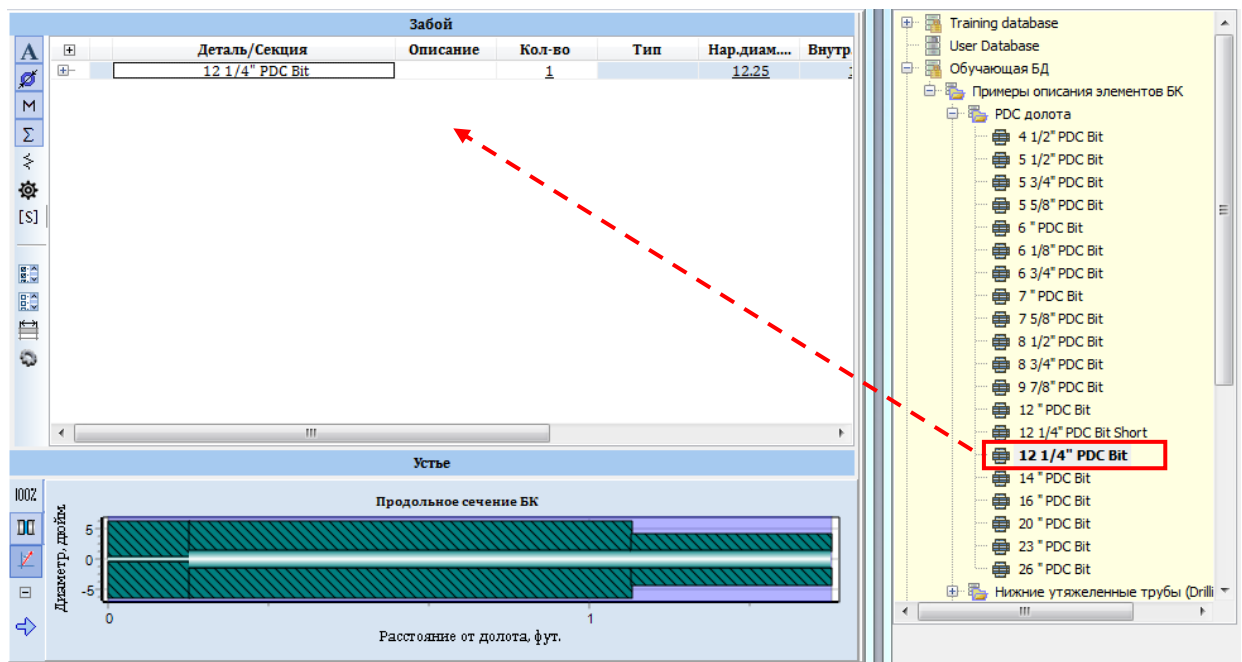 Забой
Деталь/Секция Описание Кол-во Тип Нар.диам.... Внутр
12 1/4" PDC Bit 1 12.25
A
M
Σ
[S]
Устье
100%
Продольное сечение БК
Диаметр, дюйм.
5
0
-5
0 1
Расстояние от долота, фут.
Training database
User Database
Обучающая БД
Примеры описания элементов БК
PDC долота
4 1/2" PDC Bit
5 1/2" PDC Bit
5 3/4" PDC Bit
5 5/8" PDC Bit
6 " PDC Bit
6 1/8" PDC Bit
6 3/4" PDC Bit
7 " PDC Bit
7 5/8" PDC Bit
8 1/2" PDC Bit
8 3/4" PDC Bit
9 7/8" PDC Bit
12 " PDC Bit
12 1/4" PDC Bit Short
12 1/4" PDC Bit
14 " PDC Bit
16 " PDC Bit
20 " PDC Bit
23 " PDC Bit
26 " PDC Bit
Нижние утяжеленные трубы (Drilli